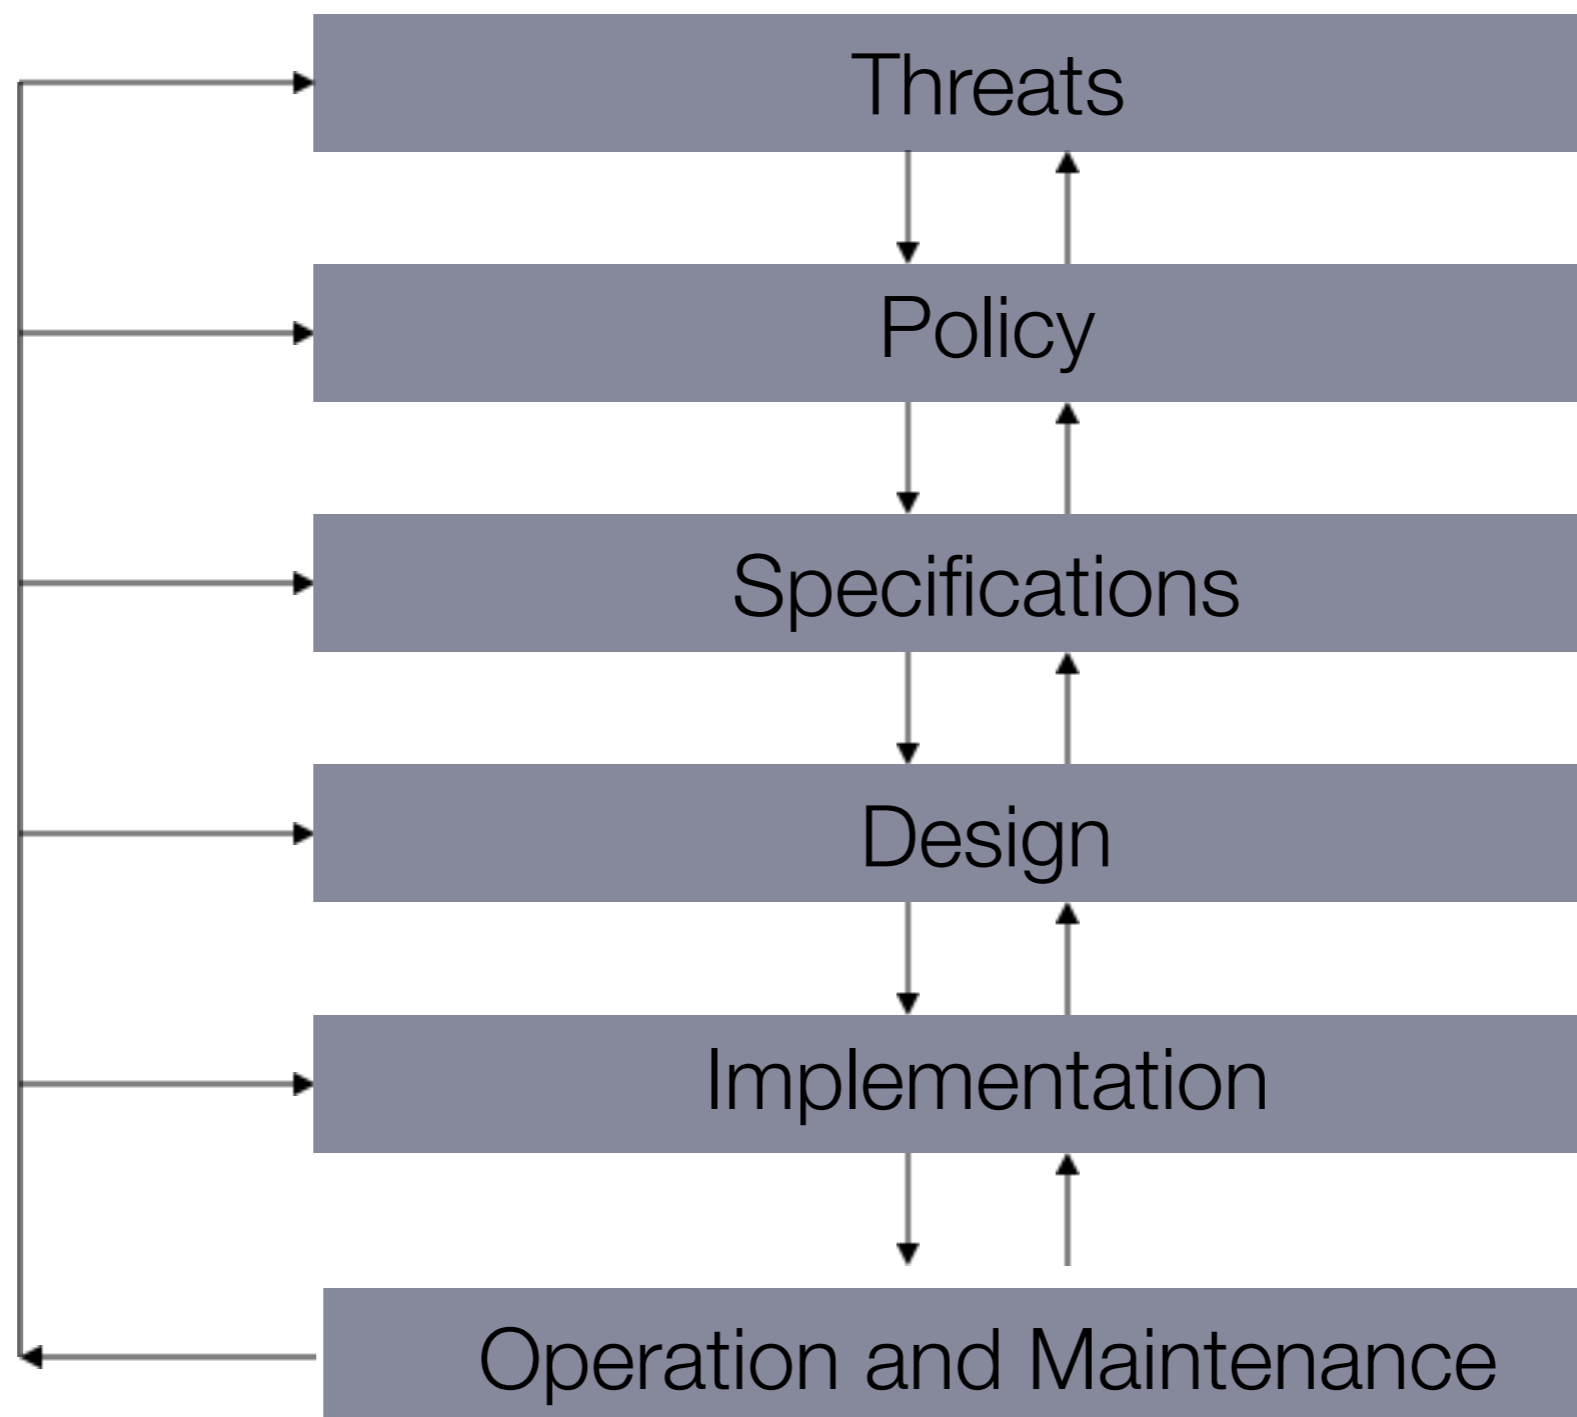 Threats
Policy
Specifications
Design
Implementation
Operation and Maintenance